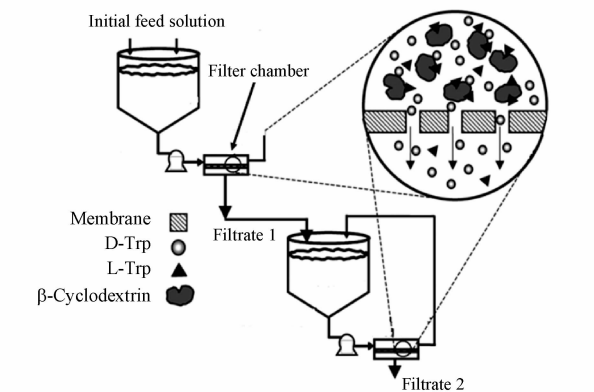 Initial feed solution
Filter chamber
Filtrate 1
Membrane
D-Trp
L-Trp
β-Cyclodextrin
Filtrate 2